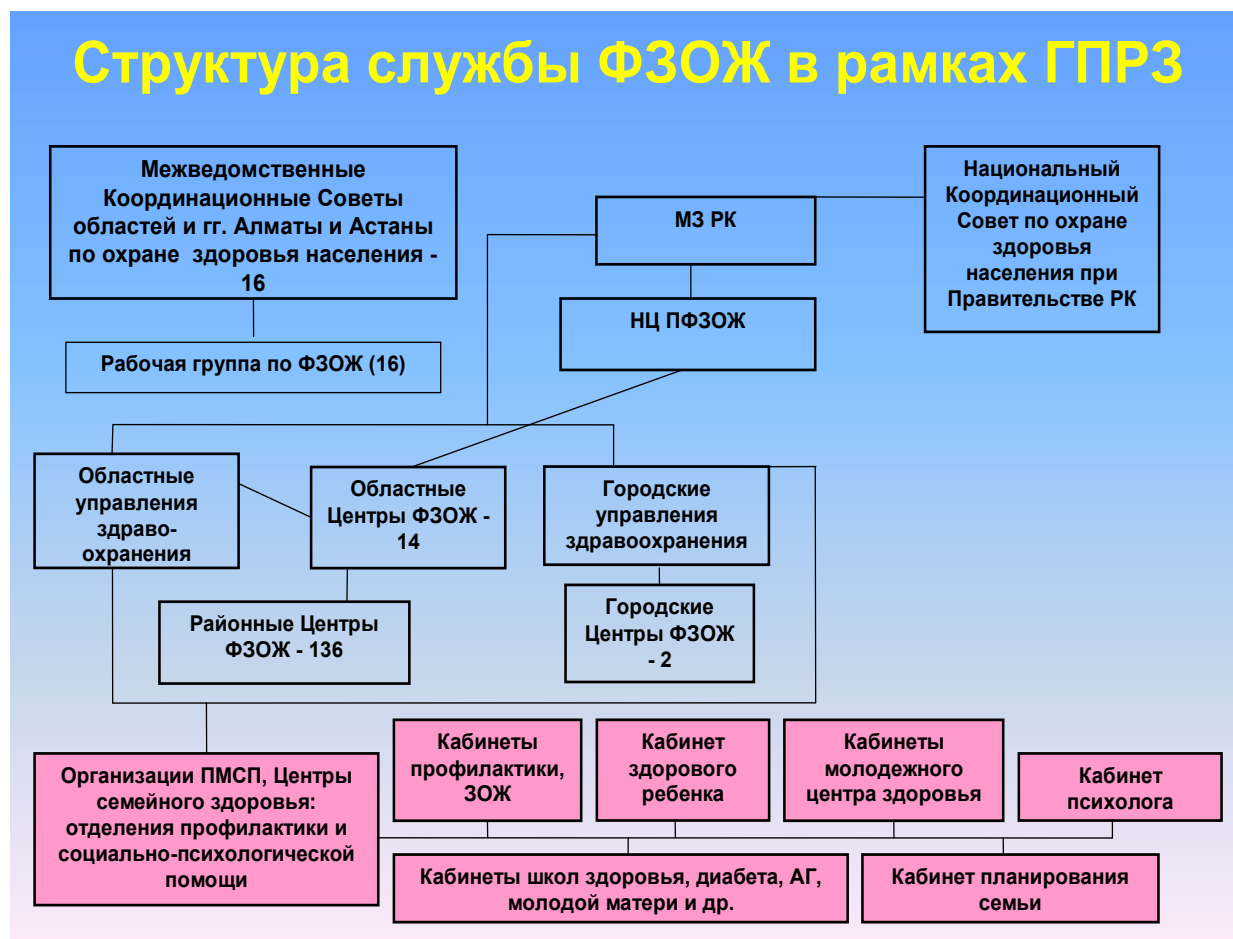 Структура службы ФЗОЖ в рамках ГПРЗ
Межведомственные
Координационные Советы
областей и гг. Алматы и Астаны
по охране здоровья населения -
16
Национальный
Координационный
Совет по охране
здоровья
населения при
Правительстве РК
МЗ РК
НЦ ПФЗОЖ
Рабочая группа по ФЗОЖ (16)
Областные
управления
здраво-
охранения
Областные
Центры ФЗОЖ -
14
Городские
управления
здравоохранения
Районные Центры
ФЗОЖ - 136
Городские
Центры ФЗОЖ
- 2
Организации ПМСП, Центры
семейного здоровья:
отделения профилактики и
социально-психологической
помощи
Кабинеты
профилактики,
ЗОЖ
Кабинет
здорового
ребенка
Кабинеты
молодежного
центра здоровья
Кабинет
психолога
Кабинеты школ здоровья, диабета, АГ,
молодой матери и др.
Кабинет планирования
семьи